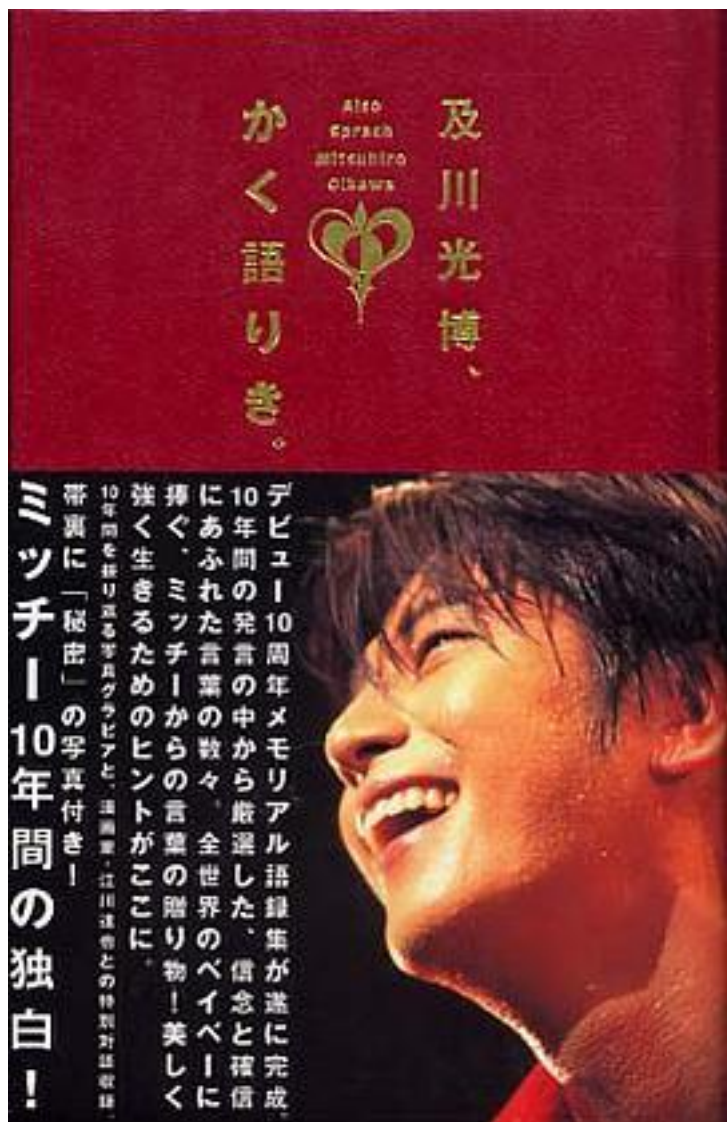 及川光博、
Also
Sprach
Mitsuhiro
Oikawa
かく語りき。
デビュー10周年メモリアル語録集が遂に完成。
10年間の発言の中から厳選した、信念と確信
にあふれた言葉の数々。全世界のベイベーに
捧ぐ、ミッチーからの言葉の贈り物！美しく
強く生きるためのヒントがここに。
10年間を振り返る写真グラビアと、漫画家・江川達也との特別対談収録。
帯裏に「秘密」の写真付き！
ミッチー10年間の独白！